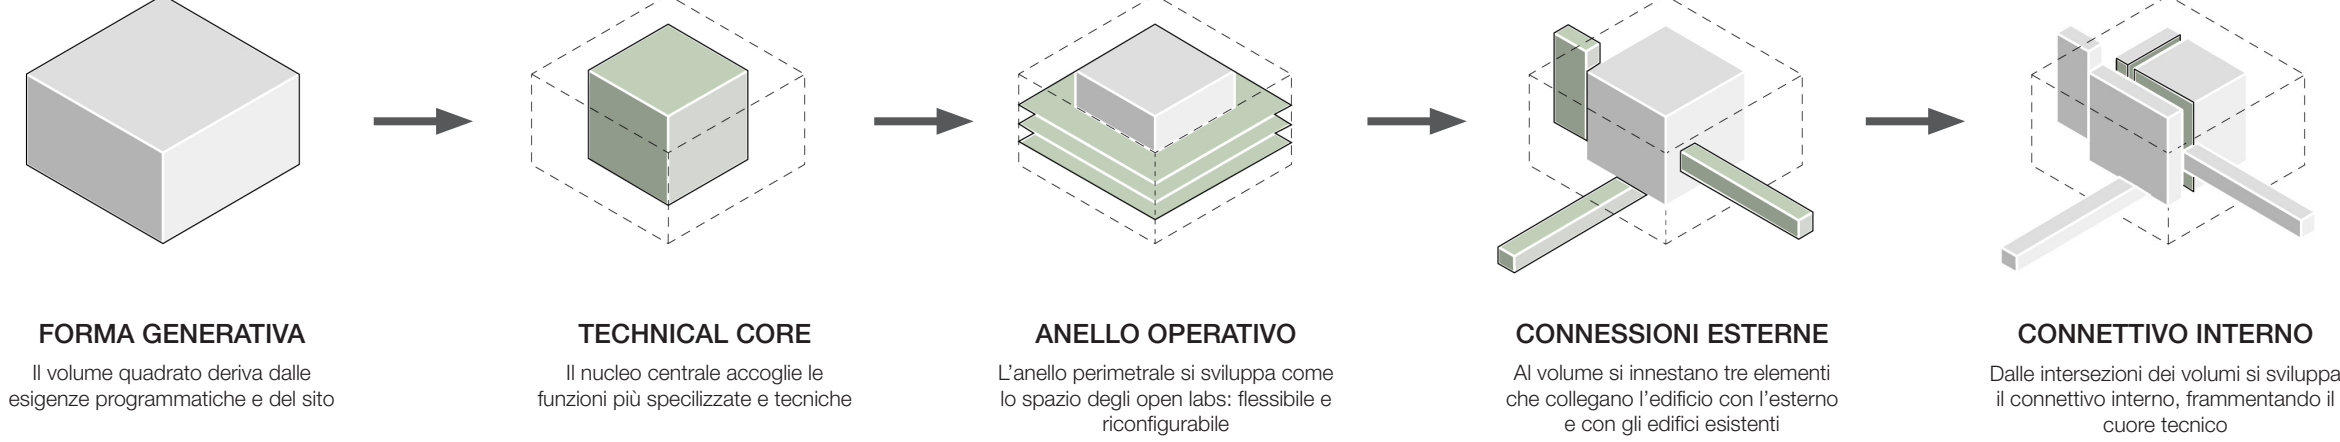 FORMA GENERATIVA
Il volume quadrato deriva dalle
esigenze programmatiche e del sito
TECHNICAL CORE
Il nucleo centrale accoglie le
funzioni più specilizzate e tecniche
ANELLO OPERATIVO
L'anello perimetrale si sviluppa come
lo spazio degli open labs: flessibile e
riconfigurabile
CONNESSIONI ESTERNE
Al volume si innestano tre elementi
che collegano l'edificio con l'esterno
e con gli edifici esistenti
CONNETTIVO INTERNO
Dalle intersezioni dei volumi si sviluppa
il connettivo interno, frammentando il
cuore tecnico